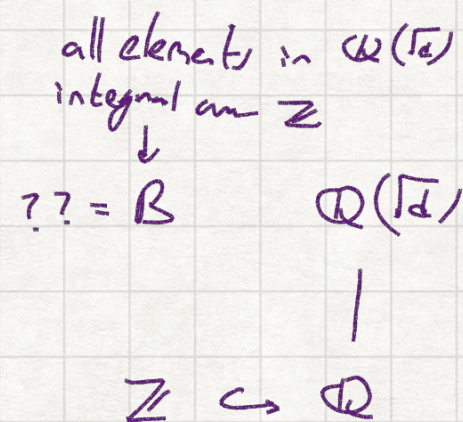 all elements in ℚ(√d)
integral over ℤ
↓
?? = B ℚ(√d)
|
ℤ ↪ ℚ